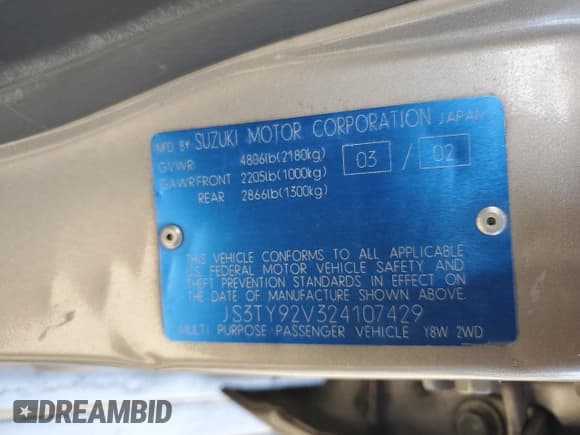 MFD. BY SUZUKI MOTOR CORPORATION JAPAN
GVWR 4806lb(2180kg) 03 / 02
GAWR FRONT 2205lb(1000kg)
REAR 2866lb(1300kg)
THIS VEHICLE CONFORMS TO ALL APPLICABLE
U.S. FEDERAL MOTOR VEHICLE SAFETY AND
THEFT PREVENTION STANDARDS IN EFFECT ON
THE DATE OF MANUFACTURE SHOWN ABOVE.
JS3TY92V324107429
MULTI PURPOSE PASSENGER VEHICLE Y8W 2WD
DREAMBID